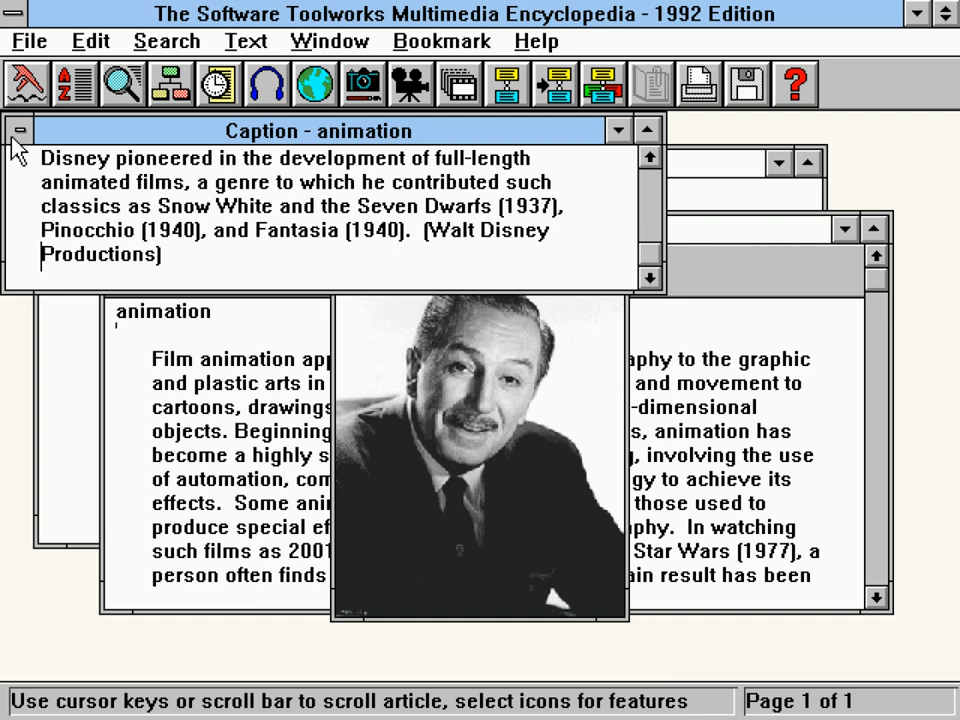 The Software Toolworks Multimedia Encyclopedia - 1992 Edition
File Edit Search Text Window Bookmark Help
A
Z
?
Caption - animation
Disney pioneered in the development of full-length
animated films, a genre to which he contributed such
classics as Snow White and the Seven Dwarfs (1937),
Pinocchio (1940), and Fantasia (1940). (Walt Disney
Productions)
animation
Film animation app
aphy to the graphic
and plastic arts in
and movement to
cartoons, drawings
-dimensional
objects. Beginning
s, animation has
become a highly s
, involving the use
of automation, com
gy to achieve its
effects. Some ani
those used to
produce special ef
phy. In watching
such films as 2001
Star Wars (1977), a
person often finds
ain result has been
Use cursor keys or scroll bar to scroll article, select icons for features
Page 1 of 1